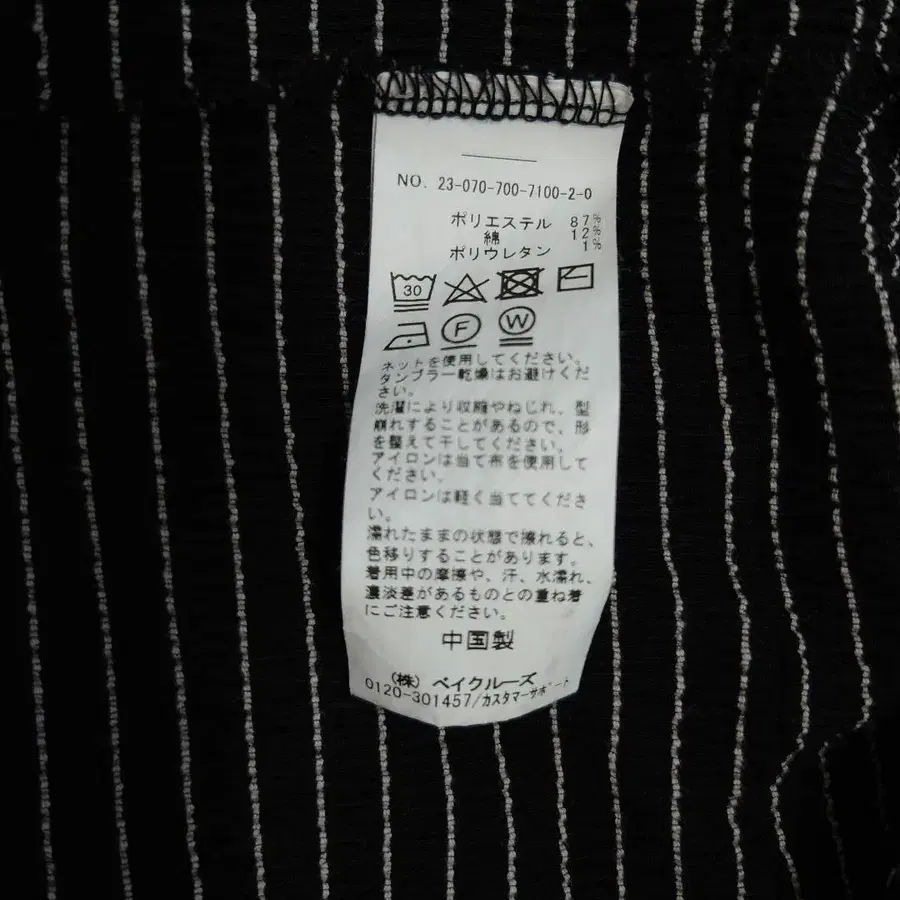 NO. 23-070-700-7100-2-0
ポリエステル 87%
綿 12%
ポリウレタン 1%
30
F
W
ネットを使用してください。
タンブラー乾燥はお避けくだ
さい。
洗濯により収縮やねじれ、型
崩れすることがあるので、形
を整えて干してください。
アイロンは当て布を使用して
ください。
アイロンは軽く当ててくださ
い。
濡れたままの状態で擦れると、
色移りすることがあります。
着用中の摩擦や、汗、水濡れ、
濃淡差があるものとの重ね着
にご注意ください。
中国製
(株) ベイクルーズ
0120-301457/カスタマーサポート